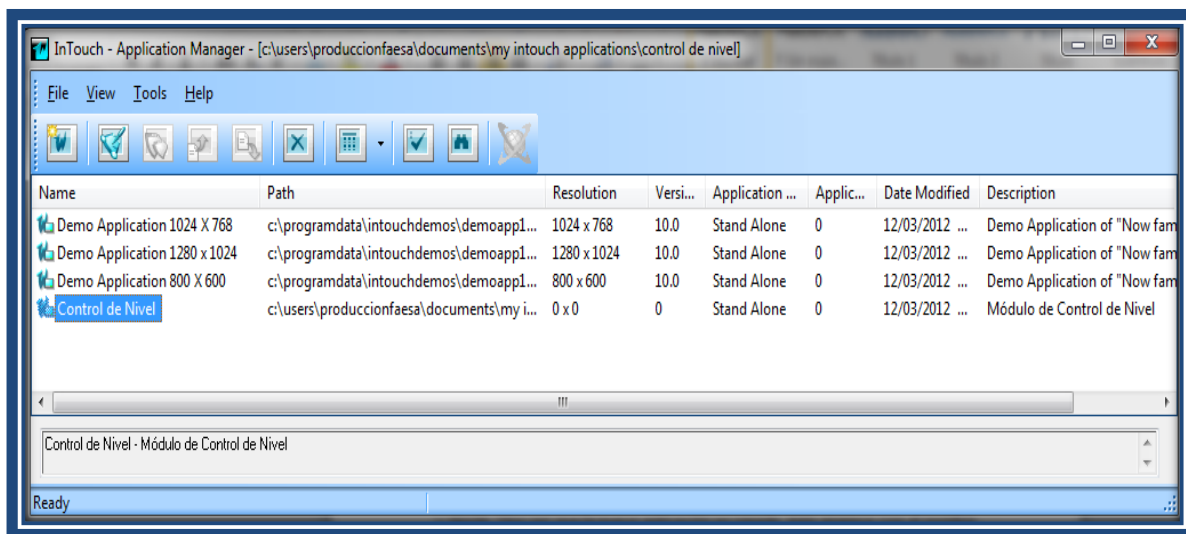 InTouch - Application Manager - [c:\users\produccionfaesa\documents\my intouch applications\control de nivel]
File View Tools Help
Name Path Resolution Versi... Application ... Applic... Date Modified Description
Demo Application 1024 X 768 c:\programdata\intouchdemos\demoapp1... 1024 x 768 10.0 Stand Alone 0 12/03/2012 ... Demo Application of "Now fam
Demo Application 1280 x 1024 c:\programdata\intouchdemos\demoapp1... 1280 x 1024 10.0 Stand Alone 0 12/03/2012 ... Demo Application of "Now fam
Demo Application 800 X 600 c:\programdata\intouchdemos\demoapp1... 800 x 600 10.0 Stand Alone 0 12/03/2012 ... Demo Application of "Now fam
Control de Nivel c:\users\produccionfaesa\documents\my i... 0 x 0 0 Stand Alone 0 12/03/2012 ... Módulo de Control de Nivel
Control de Nivel - Módulo de Control de Nivel
Ready